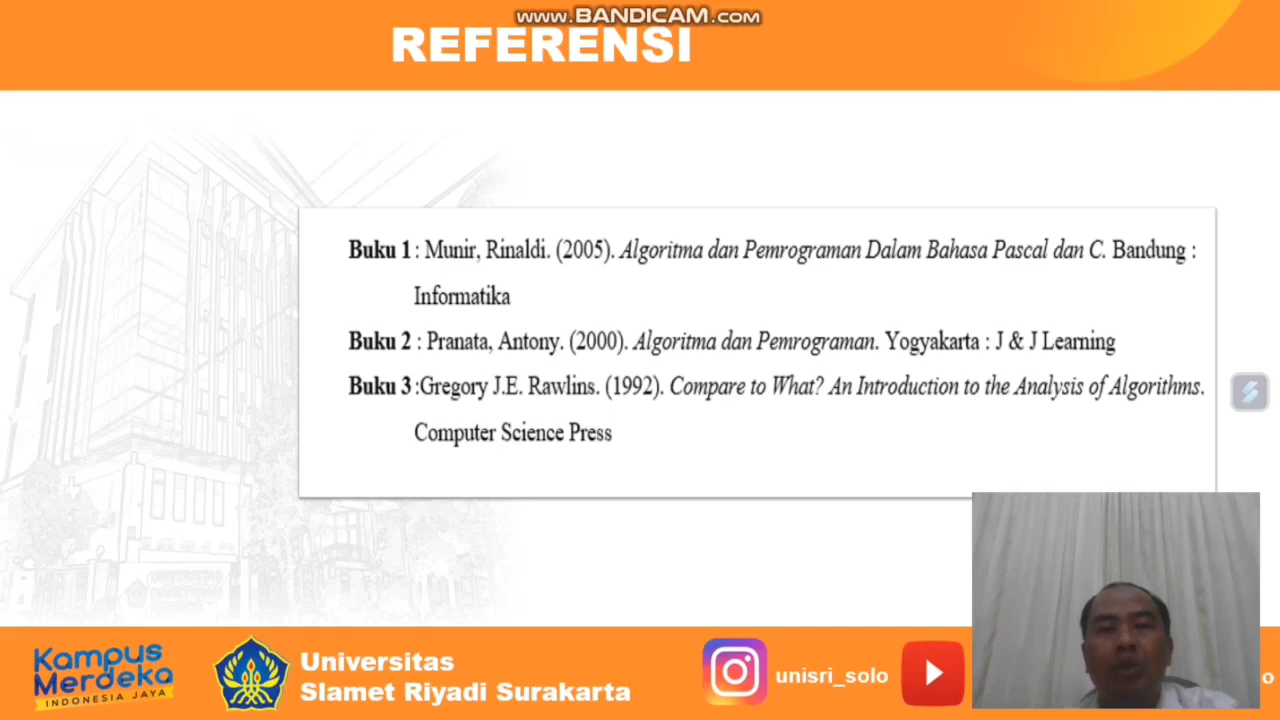 www.BANDICAM.com
REFERENSI
Buku 1 : Munir, Rinaldi. (2005). Algoritma dan Pemrograman Dalam Bahasa Pascal dan C. Bandung :
Informatika
Buku 2 : Pranata, Antony. (2000). Algoritma dan Pemrograman. Yogyakarta : J & J Learning
Buku 3 :Gregory J.E. Rawlins. (1992). Compare to What? An Introduction to the Analysis of Algorithms.
Computer Science Press
Kampus
Merdeka
INDONESIA JAYA
Universitas
Slamet Riyadi Surakarta
unisri_solo